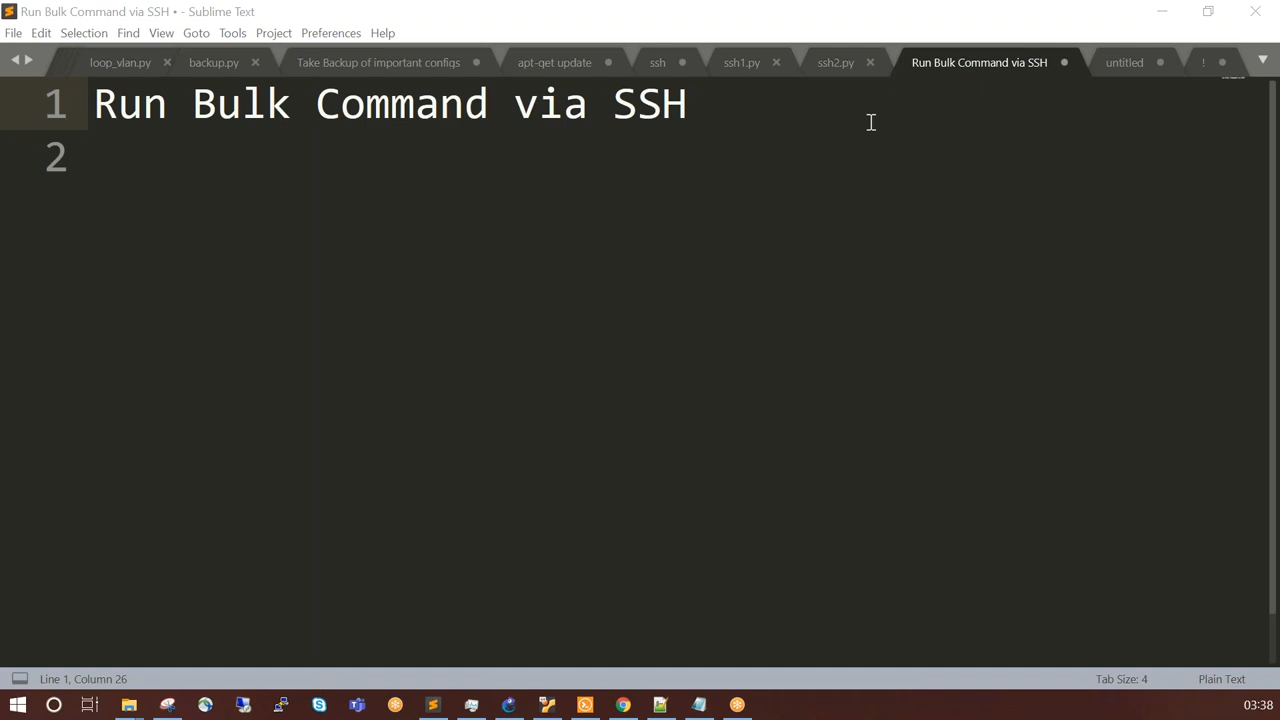 Run Bulk Command via SSH • - Sublime Text
File Edit Selection Find View Goto Tools Project Preferences Help
loop_vlan.py backup.py Take Backup of important configs apt-get update ssh ssh1.py ssh2.py Run Bulk Command via SSH untitled !
1 Run Bulk Command via SSH
2
Line 1, Column 26 Tab Size: 4 Plain Text
03:38